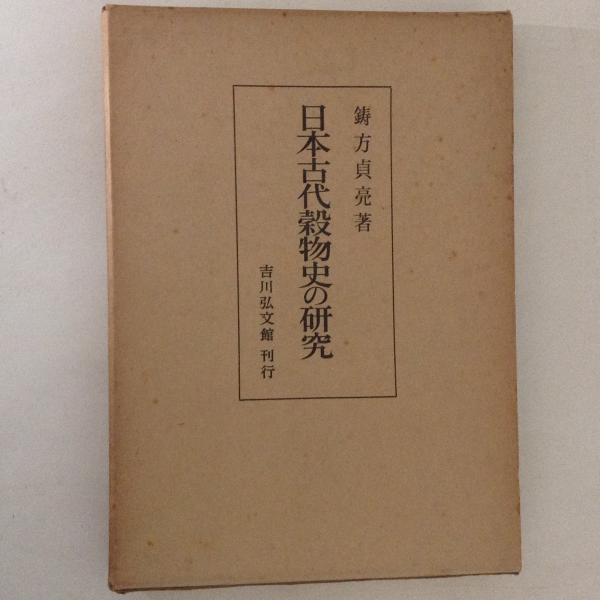 鋳方貞亮著
日本古代穀物史の研究
吉川弘文館 刊行